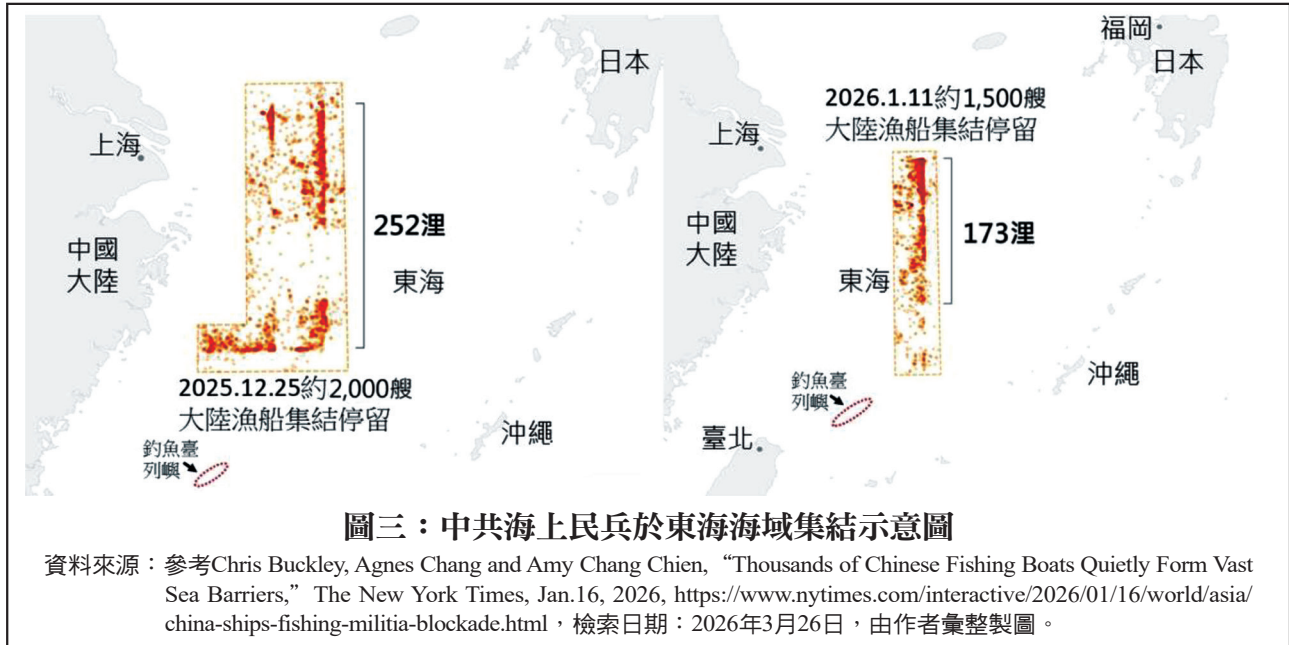 日本
上海
252浬
中國
大陸
東海
2025.12.25約2,000艘
大陸漁船集結停留
釣魚臺
列嶼
沖繩
福岡
日本
2026.1.11約1,500艘
大陸漁船集結停留
上海
中國
大陸
173浬
東海
沖繩
釣魚臺
列嶼
臺北
圖三：中共海上民兵於東海海域集結示意圖
資料來源：參考Chris Buckley, Agnes Chang and Amy Chang Chien,“Thousands of Chinese Fishing Boats Quietly Form Vast
Sea Barriers,” The New York Times, Jan.16, 2026, https://www.nytimes.com/interactive/2026/01/16/world/asia/
china-ships-fishing-militia-blockade.html，檢索日期：2026年3月26日，由作者彙整製圖。